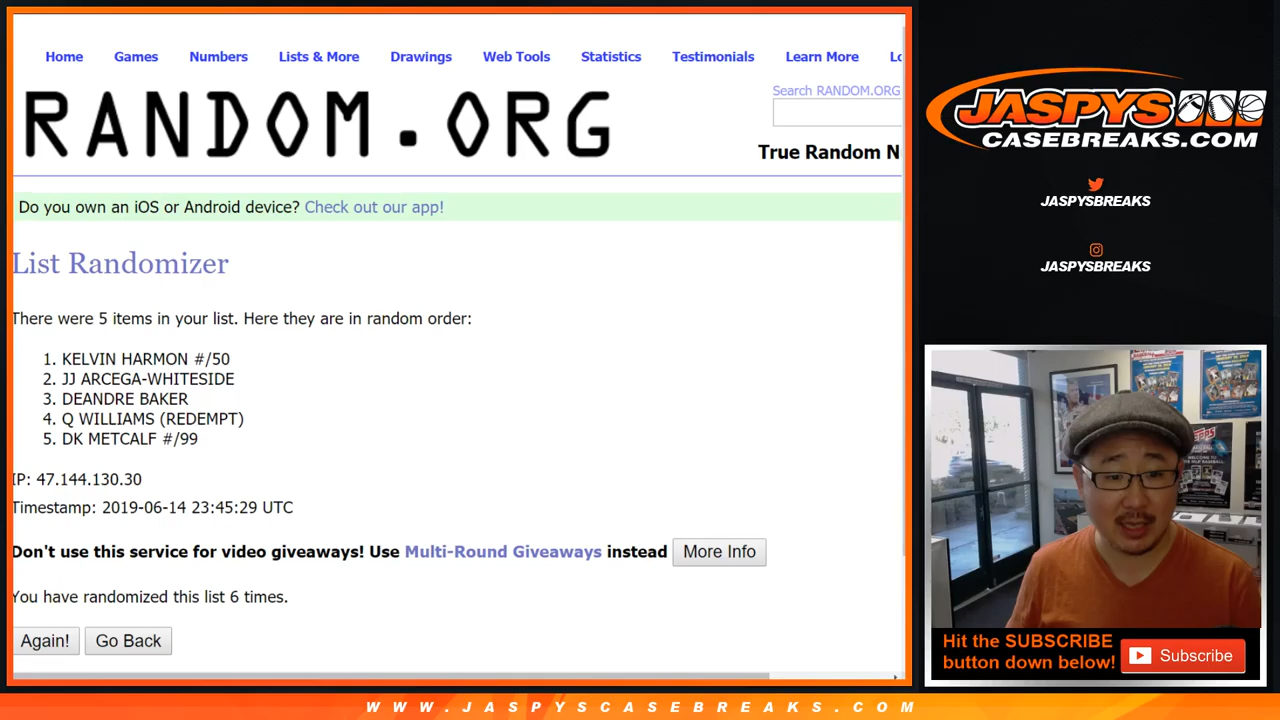 Home Games Numbers Lists & More Drawings Web Tools Statistics Testimonials Learn More Lo
RANDOM.ORG
Search RANDOM.ORG
True Random N
Do you own an iOS or Android device? Check out our app!
List Randomizer
There were 5 items in your list. Here they are in random order:
1. KELVIN HARMON #/50
2. JJ ARCEGA-WHITESIDE
3. DEANDRE BAKER
4. Q WILLIAMS (REDEMPT)
5. DK METCALF #/99
IP: 47.144.130.30
Timestamp: 2019-06-14 23:45:29 UTC
Don't use this service for video giveaways! Use Multi-Round Giveaways instead More Info
You have randomized this list 6 times.
Again! Go Back
JASPYS
CASEBREAKS.COM
JASPYSBREAKS
JASPYSBREAKS
Hit the SUBSCRIBE
button down below!
Subscribe
WWW.JASPYSCASEBREAKS.COM